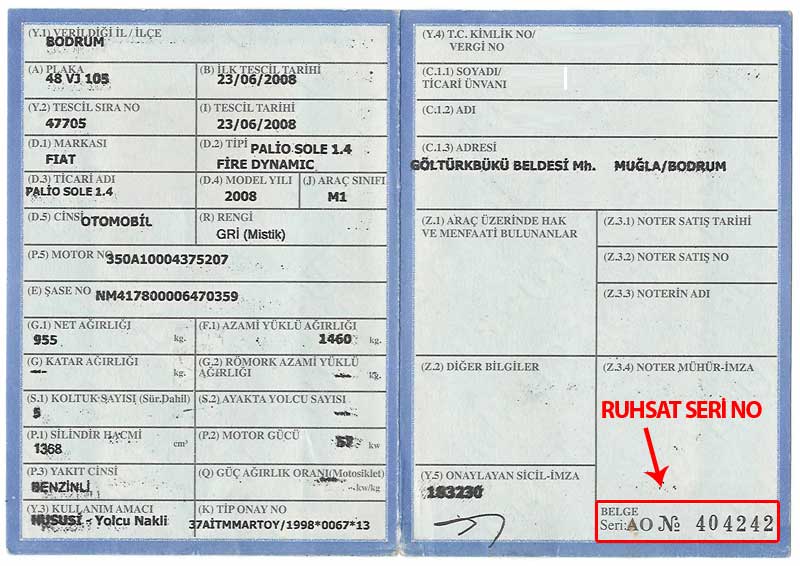 (Y.1) VERİLDİĞİ İL / İLÇE
BODRUM
(A) PLAKA
48 VJ 105
(B) İLK TESCİL TARİHİ
23/06/2008
(Y.2) TESCİL SIRA NO
47705
(I) TESCİL TARİHİ
23/06/2008
(D.1) MARKASI
FIAT
(D.2) TİPİ PALIO SOLE 1.4
FIRE DYNAMIC
(D.3) TİCARİ ADI
PALIO SOLE 1.4
(D.4) MODEL YILI
2008
(J) ARAÇ SINIFI
M1
(D.5) CİNSİ OTOMOBİL
(R) RENGİ
GRİ (Mistik)
(P.5) MOTOR NO 350A10004375207
(E) ŞASE NO NM417800006470359
(G.1) NET AĞIRLIĞI
955 kg.
(F.1) AZAMİ YÜKLÜ AĞIRLIĞI
1460 kg.
(G) KATAR AĞIRLIĞI
kg.
(G.2) RÖMORK AZAMİ YÜKLÜ
AĞIRLIĞI
kg.
(S.1) KOLTUK SAYISI (Sür.Dahil)
5
(S.2) AYAKTA YOLCU SAYISI
(P.1) SİLİNDİR HACMİ
1368 cm³
(P.2) MOTOR GÜCÜ
57 kw
(P.3) YAKIT CİNSİ
BENZİNLİ
(Q) GÜÇ AĞIRLIK ORANI(Motosiklet)
kw/kg
(Y.3) KULLANIM AMACI
HUSUSİ - Yolcu Nakli
(K) TİP ONAY NO
37AİTMMARTOY/1998*0067*13
(Y.4) T.C. KİMLİK NO/
VERGİ NO
(C.1.1) SOYADI/
TİCARİ ÜNVANI
(C.1.2) ADI
(C.1.3) ADRESİ
GÖLTÜRKBÜKÜ BELDESİ Mh. MUĞLA/BODRUM
(Z.1) ARAÇ ÜZERİNDE HAK
VE MENFAATİ BULUNANLAR
(Z.3.1) NOTER SATIŞ TARİHİ
(Z.3.2) NOTER SATIŞ NO
(Z.3.3) NOTERİN ADI
(Z.2) DİĞER BİLGİLER
(Z.3.4) NOTER MÜHÜR-İMZA
RUHSAT SERİ NO
(Y.5) ONAYLAYAN SİCİL-İMZA
183230
BELGE
Seri: AO № 404242